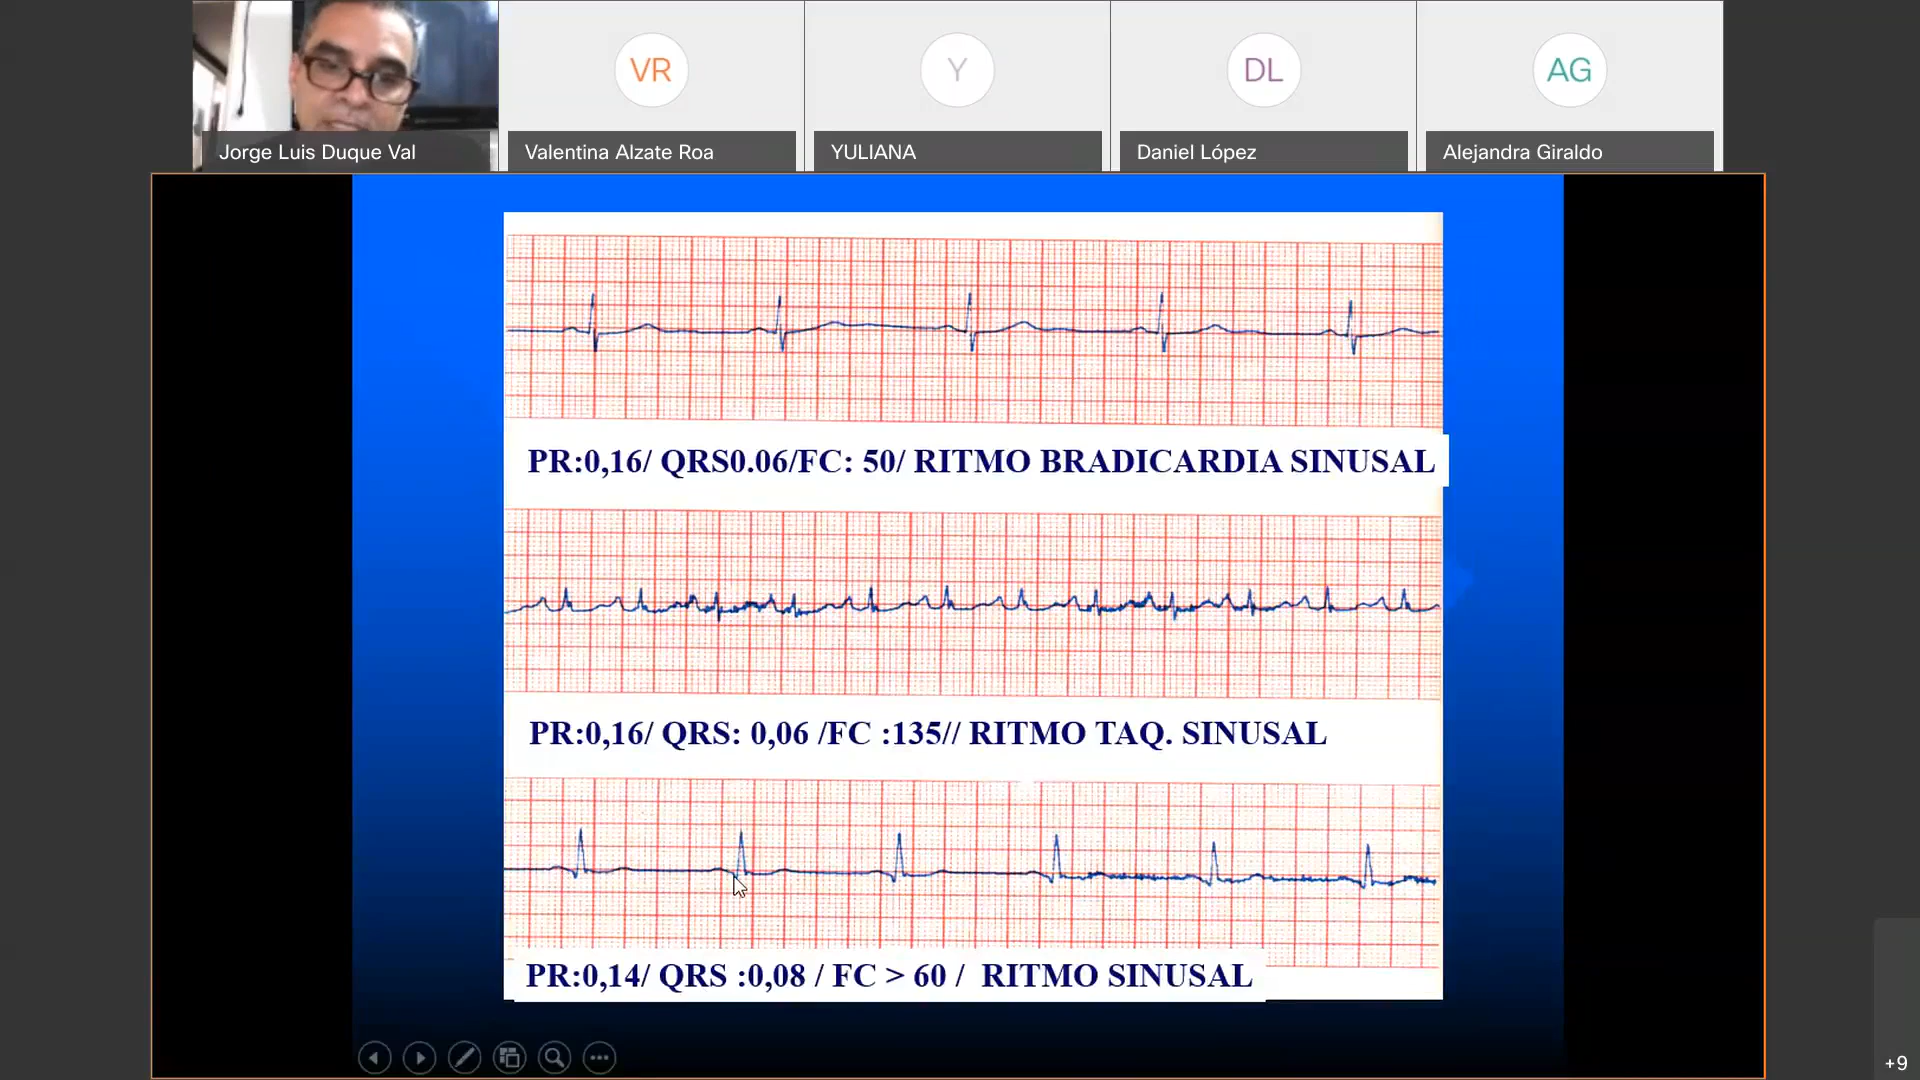 VR
Y
DL
AG
Jorge Luis Duque Val
Valentina Alzate Roa
YULIANA
Daniel López
Alejandra Giraldo
PR:0,16/ QRS0.06/FC: 50/ RITMO BRADICARDIA SINUSAL
PR:0,16/ QRS: 0,06 /FC :135// RITMO TAQ. SINUSAL
PR:0,14/ QRS :0,08 / FC > 60 / RITMO SINUSAL
+9